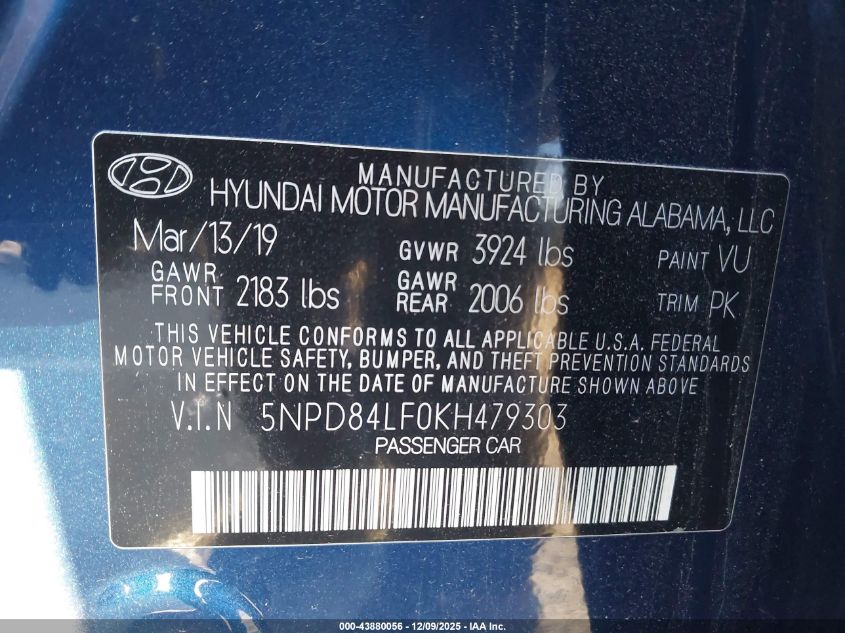 MANUFACTURED BY
HYUNDAI MOTOR MANUFACTURING ALABAMA, LLC
Mar/13/19 GVWR 3924 lbs PAINT VU
GAWR FRONT 2183 lbs GAWR REAR 2006 lbs TRIM PK
THIS VEHICLE CONFORMS TO ALL APPLICABLE U.S.A. FEDERAL
MOTOR VEHICLE SAFETY, BUMPER, AND THEFT PREVENTION STANDARDS
IN EFFECT ON THE DATE OF MANUFACTURE SHOWN ABOVE
V.I.N 5NPD84LF0KH479303
PASSENGER CAR
000-43880056 - 12/09/2025 - IAA Inc.